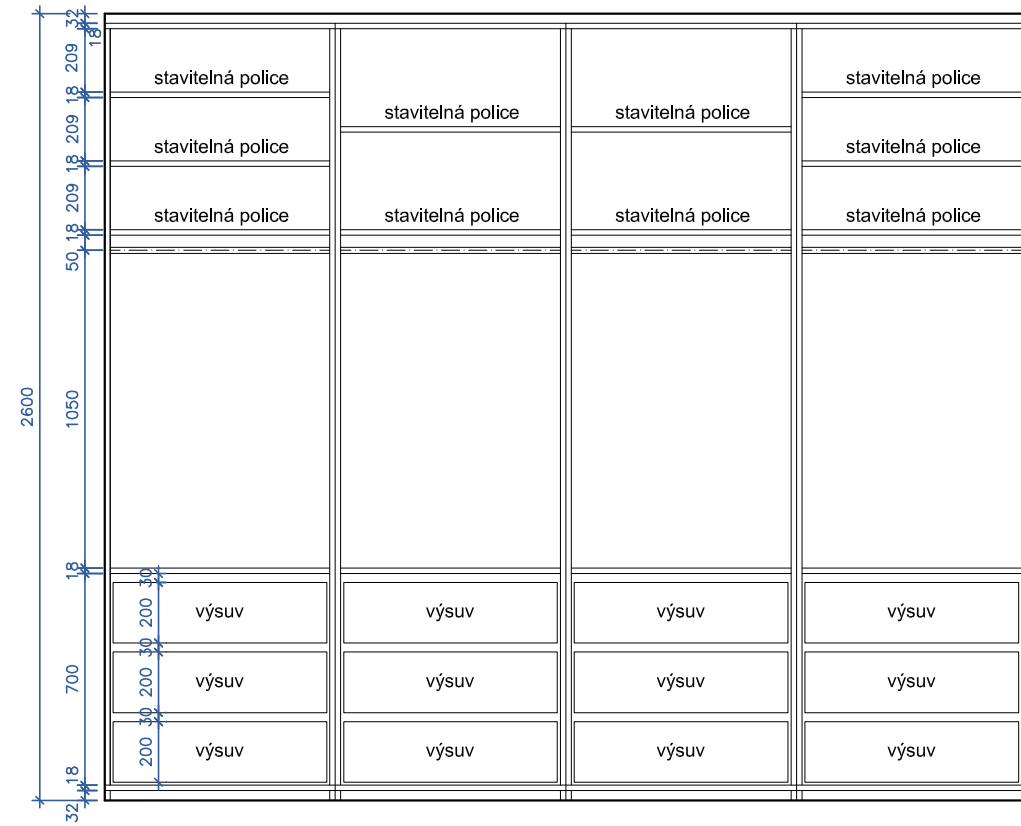 32
18
209
stavitelná police
stavitelná police
18
stavitelná police
stavitelná police
209
18
stavitelná police
stavitelná police
209
stavitelná police
stavitelná police
stavitelná police
stavitelná police
18
50
2600
1050
18
30
200
výsuv
výsuv
výsuv
výsuv
30
700
200
výsuv
výsuv
výsuv
výsuv
30
200
výsuv
výsuv
výsuv
výsuv
18
32